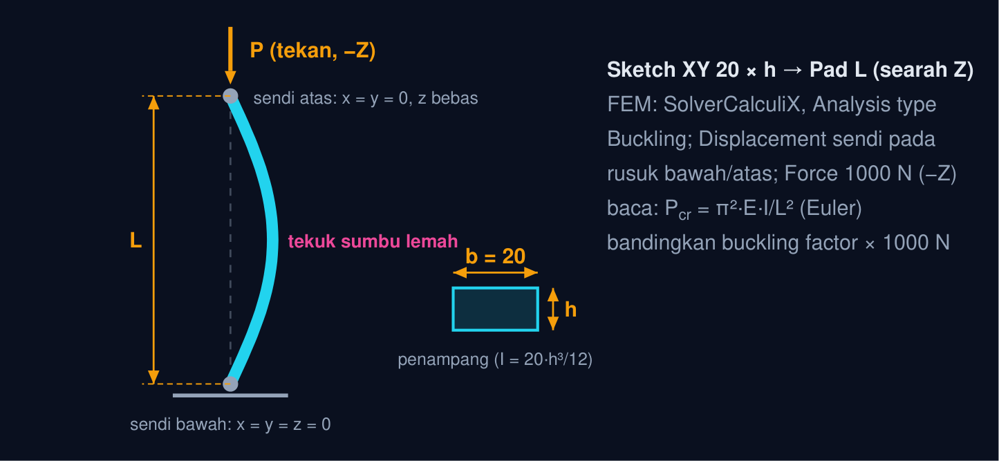 P (tekan, −Z)
sendi atas: x = y = 0, z bebas
L
tekuk sumbu lemah
b = 20
h
penampang (I = 20·h³/12)
sendi bawah: x = y = z = 0
Sketch XY 20 × h → Pad L (searah Z)
FEM: SolverCalculiX, Analysis type
Buckling; Displacement sendi pada
rusuk bawah/atas; Force 1000 N (−Z)
baca: Pcr = π²·E·I/L² (Euler)
bandingkan buckling factor × 1000 N